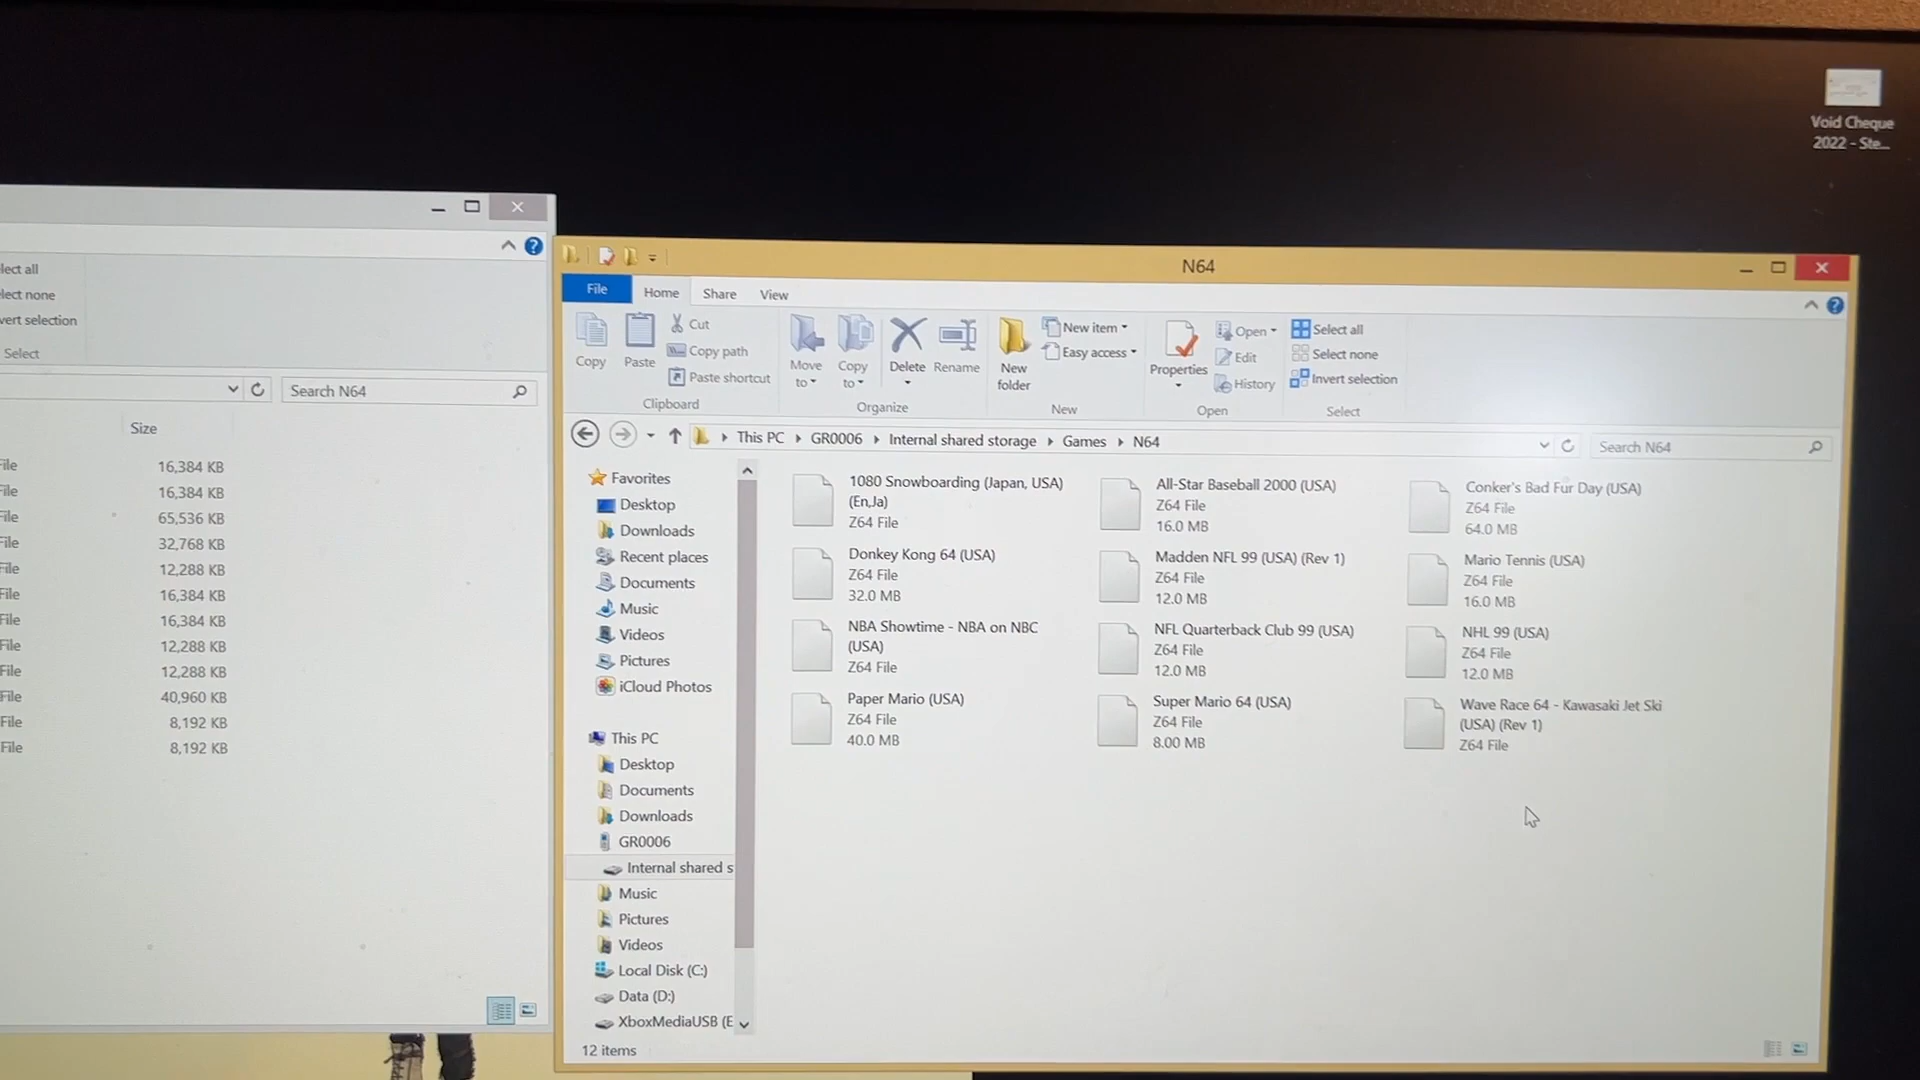 Void Cheque
2022 - Ste...
lect all
lect none
vert selection
Select
Search N64
Size
File 16,384 KB
File 16,384 KB
File 65,536 KB
File 32,768 KB
File 12,288 KB
File 16,384 KB
File 16,384 KB
File 12,288 KB
File 12,288 KB
File 40,960 KB
File 8,192 KB
File 8,192 KB
N64
File Home Share View
Copy
Paste
Cut
Copy path
Paste shortcut
Clipboard
Move
to
Copy
to
Delete
Rename
Organize
New
folder
New item
Easy access
New
Properties
Open
Edit
History
Open
Select all
Select none
Invert selection
Select
This PC
GR0006
Internal shared storage
Games
N64
Search N64
Favorites
Desktop
Downloads
Recent places
Documents
Music
Videos
Pictures
iCloud Photos
This PC
Desktop
Documents
Downloads
GR0006
Internal shared s
Music
Pictures
Videos
Local Disk (C:)
Data (D:)
XboxMediaUSB (E
1080 Snowboarding (Japan, USA)
(En,Ja)
Z64 File
All-Star Baseball 2000 (USA)
Z64 File
16.0 MB
Conker's Bad Fur Day (USA)
Z64 File
64.0 MB
Donkey Kong 64 (USA)
Z64 File
32.0 MB
Madden NFL 99 (USA) (Rev 1)
Z64 File
12.0 MB
Mario Tennis (USA)
Z64 File
16.0 MB
NBA Showtime - NBA on NBC
(USA)
Z64 File
NFL Quarterback Club 99 (USA)
Z64 File
12.0 MB
NHL 99 (USA)
Z64 File
12.0 MB
Paper Mario (USA)
Z64 File
40.0 MB
Super Mario 64 (USA)
Z64 File
8.00 MB
Wave Race 64 - Kawasaki Jet Ski
(USA) (Rev 1)
Z64 File
12 items